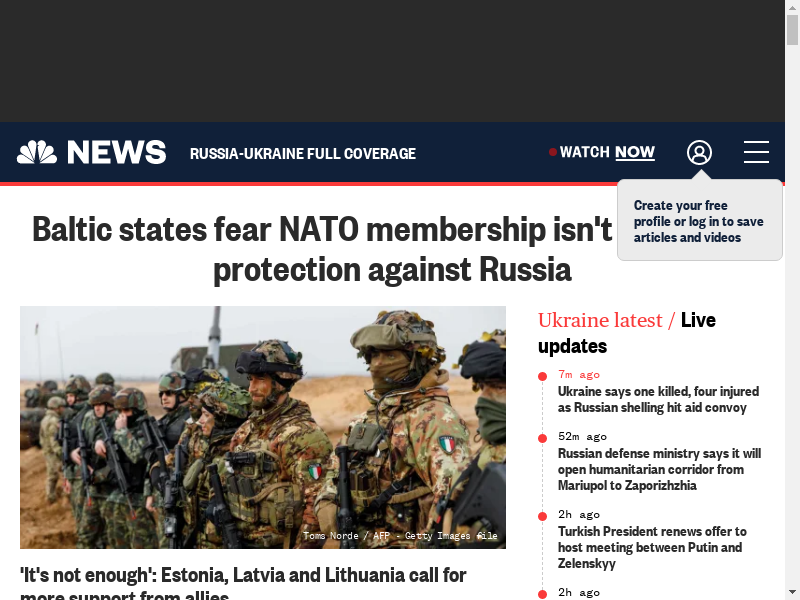 NEWS
RUSSIA-UKRAINE FULL COVERAGE
WATCH NOW
Create your free
profile or log in to save
articles and videos
Baltic states fear NATO membership isn't
protection against Russia
Toms Norde / AFP - Getty Images file
'It's not enough': Estonia, Latvia and Lithuania call for
more support from allies
Ukraine latest / Live
updates
7m ago
Ukraine says one killed, four injured
as Russian shelling hit aid convoy
52m ago
Russian defense ministry says it will
open humanitarian corridor from
Mariupol to Zaporizhzhia
2h ago
Turkish President renews offer to
host meeting between Putin and
Zelenskyy
2h ago